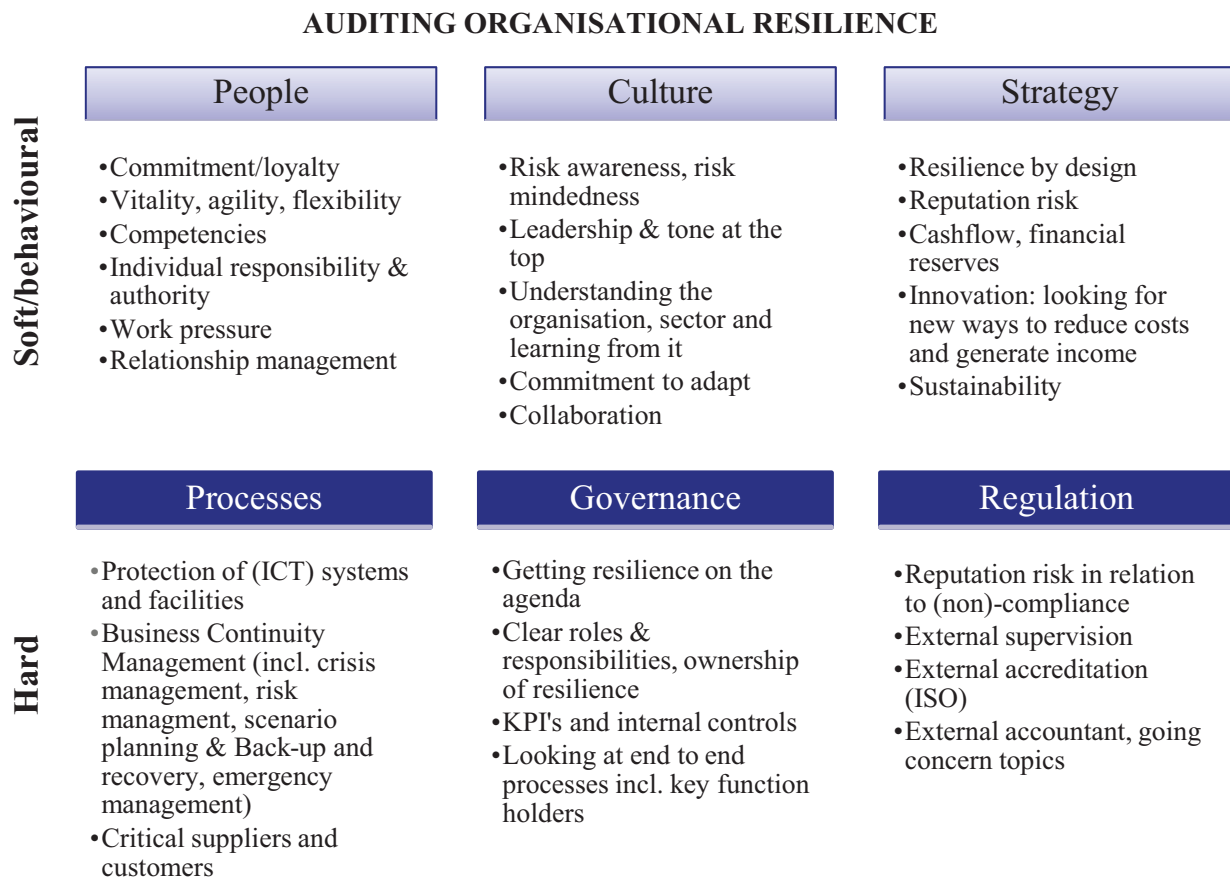 AUDITING ORGANISATIONAL RESILIENCE
Soft/behavioural
People
•Commitment/loyalty
•Vitality, agility, flexibility
•Competencies
•Individual responsibility &
authority
•Work pressure
•Relationship management
Culture
•Risk awareness, risk
mindedness
•Leadership & tone at the
top
•Understanding the
organisation, sector and
learning from it
•Commitment to adapt
•Collaboration
Strategy
•Resilience by design
•Reputation risk
•Cashflow, financial
reserves
•Innovation: looking for
new ways to reduce costs
and generate income
•Sustainability
Hard
Processes
•Protection of (ICT) systems
and facilities
•Business Continuity
Management (incl. crisis
management, risk
managment, scenario
planning & Back-up and
recovery, emergency
management)
•Critical suppliers and
customers
Governance
•Getting resilience on the
agenda
•Clear roles &
responsibilities, ownership
of resilience
•KPI's and internal controls
•Looking at end to end
processes incl. key function
holders
Regulation
•Reputation risk in relation
to (non)-compliance
•External supervision
•External accreditation
(ISO)
•External accountant, going
concern topics